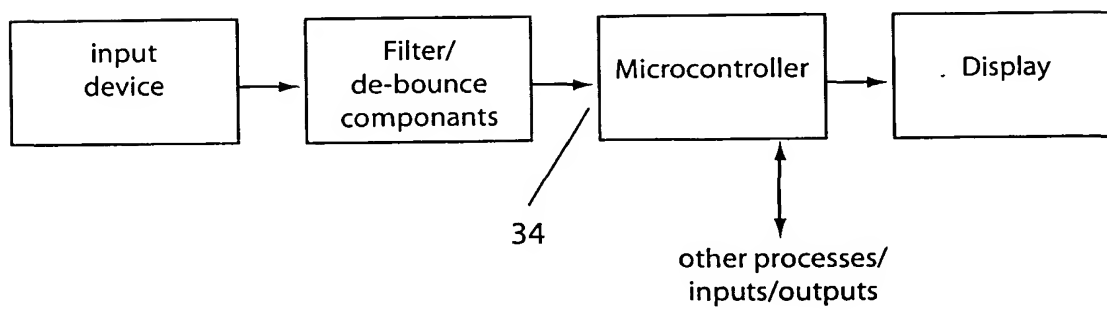 input
device
Filter/
de-bounce
componants
Microcontroller
Display
34
other processes/
inputs/outputs